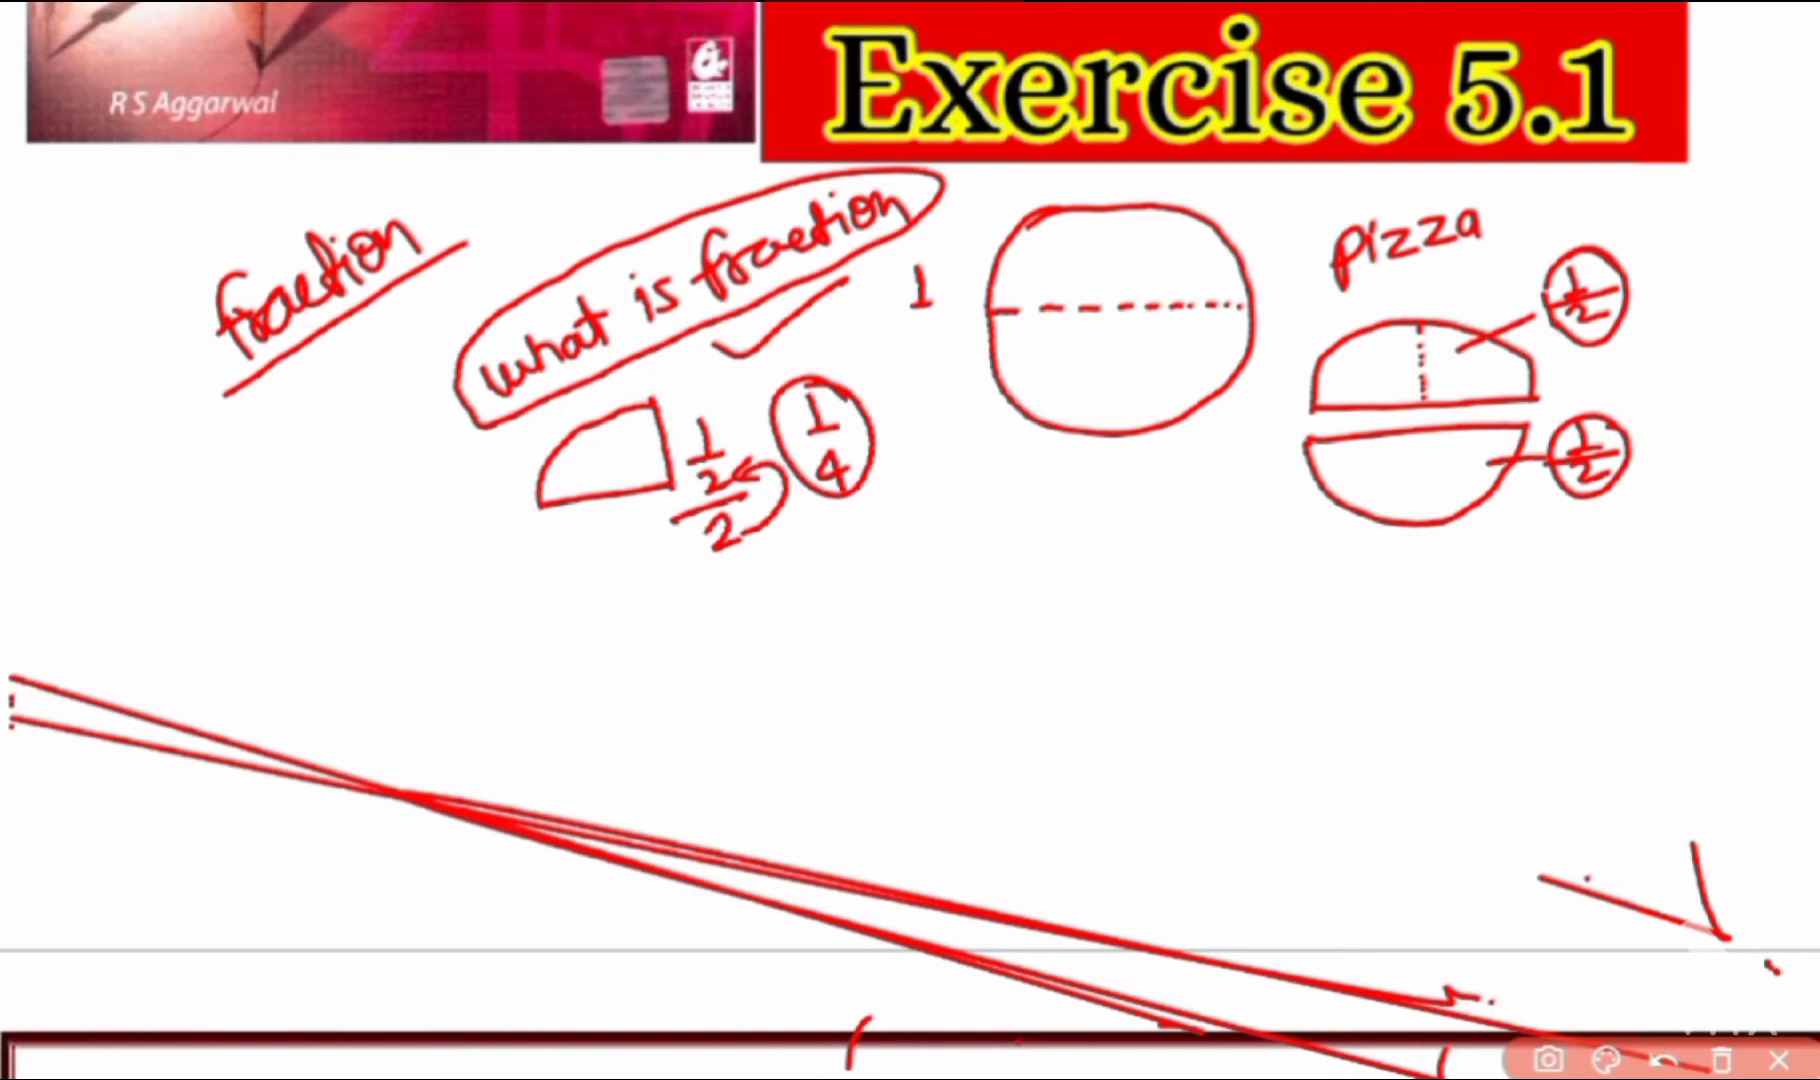 R S Aggarwal
Exercise 5.1
fraction
what is fraction
1
pizza
1/2
1/2
1/2/2
1/4